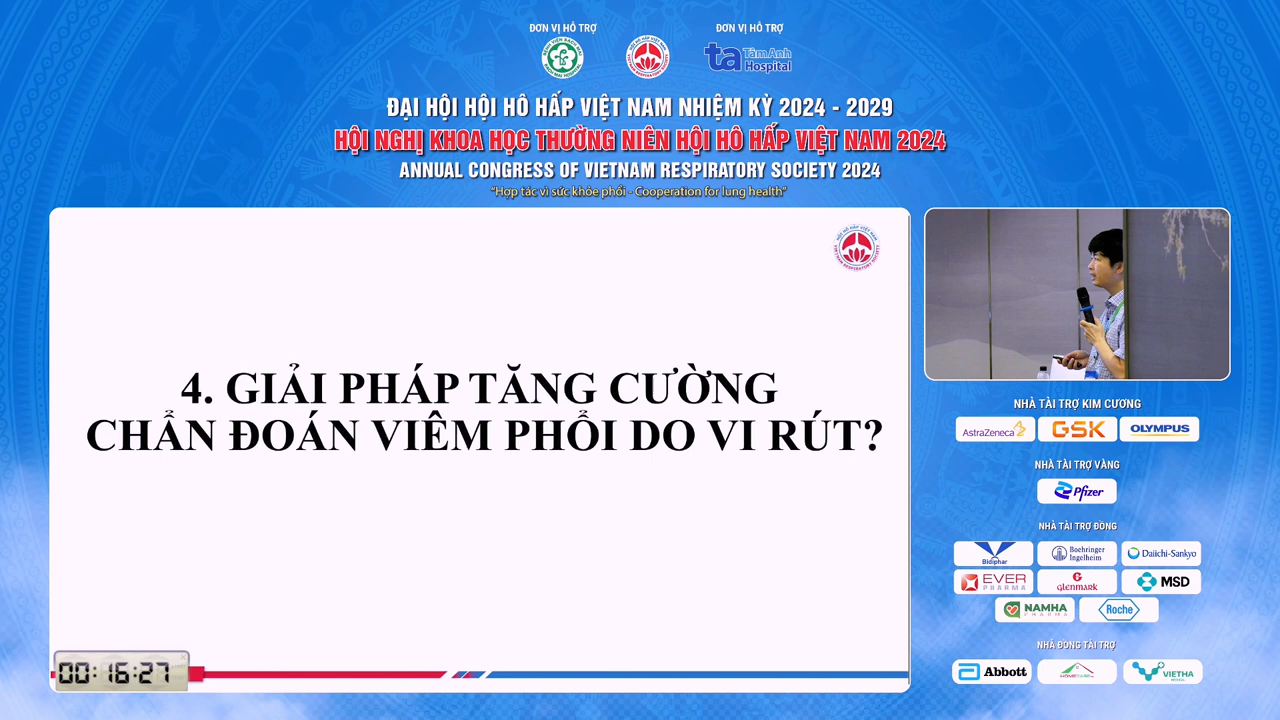 ĐƠN VỊ HỖ TRỢ
ĐƠN VỊ HỖ TRỢ
TâmAnh
ta Hospital
ĐẠI HỘI HỘI HÔ HẤP VIỆT NAM NHIỆM KỲ 2024 - 2029
HỘI NGHỊ KHOA HỌC THƯỜNG NIÊN HỘI HÔ HẤP VIỆT NAM 2024
ANNUAL CONGRESS OF VIETNAM RESPIRATORY SOCIETY 2024
“Hợp tác vì sức khỏe phổi - Cooperation for lung health”
4. GIẢI PHÁP TĂNG CƯỜNG
CHẨN ĐOÁN VIÊM PHỔI DO VI RÚT?
00:16:27
NHÀ TÀI TRỢ KIM CƯƠNG
AstraZeneca
GSK
OLYMPUS
NHÀ TÀI TRỢ VÀNG
Pfizer
NHÀ TÀI TRỢ ĐỒNG
Bidiphar
Boehringer
Ingelheim
Daiichi-Sankyo
EVER
PHARMA
GLENMARK
MSD
NAMHA
PHARMA
Roche
NHÀ ĐỒNG TÀI TRỢ
Abbott
VIETHA
MEDICAL